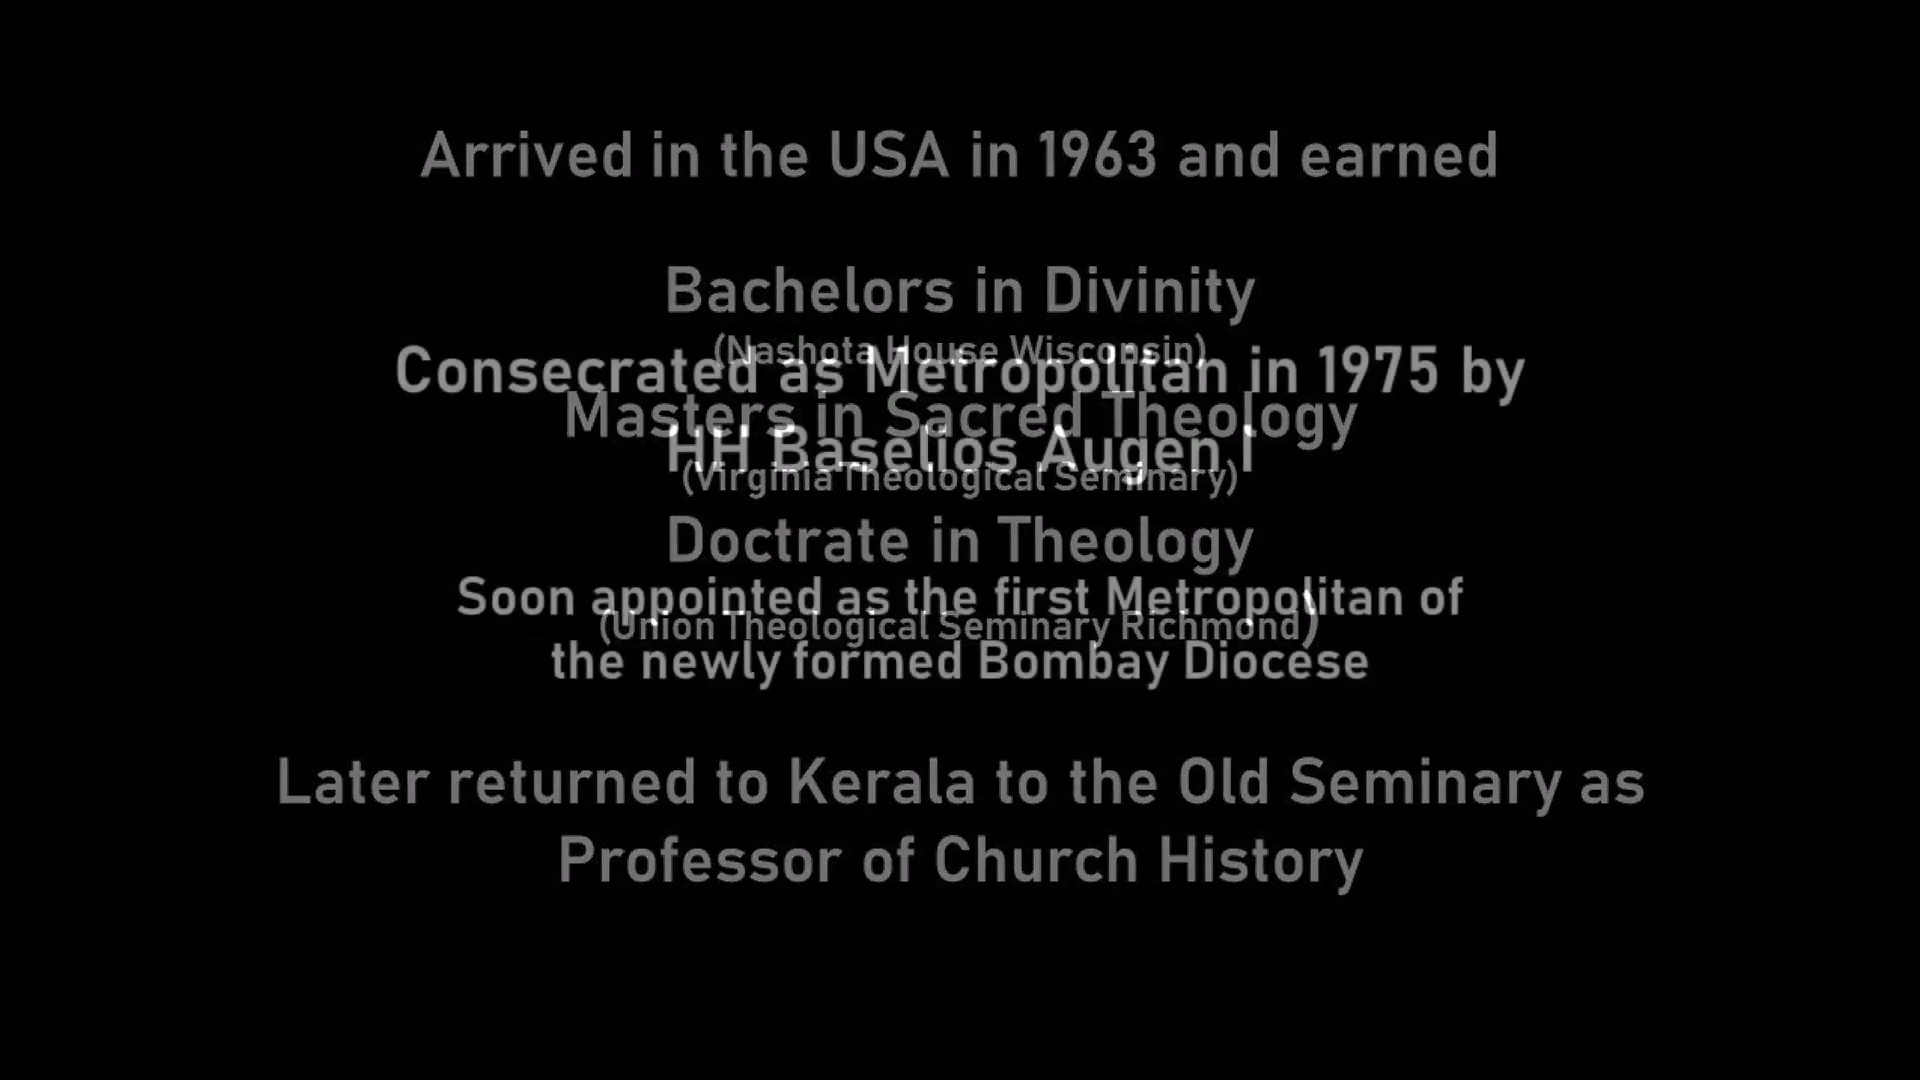 Arrived in the USA in 1963 and earned
Bachelors in Divinity
(Nashota House Wisconsin)
Consecrated as Metropolitan in 1975 by
Masters in Sacred Theology
HH Baselios Augen I
(Virginia Theological Seminary)
Doctrate in Theology
Soon appointed as the first Metropolitan of
(Union Theological Seminary Richmond)
the newly formed Bombay Diocese
Later returned to Kerala to the Old Seminary as
Professor of Church History